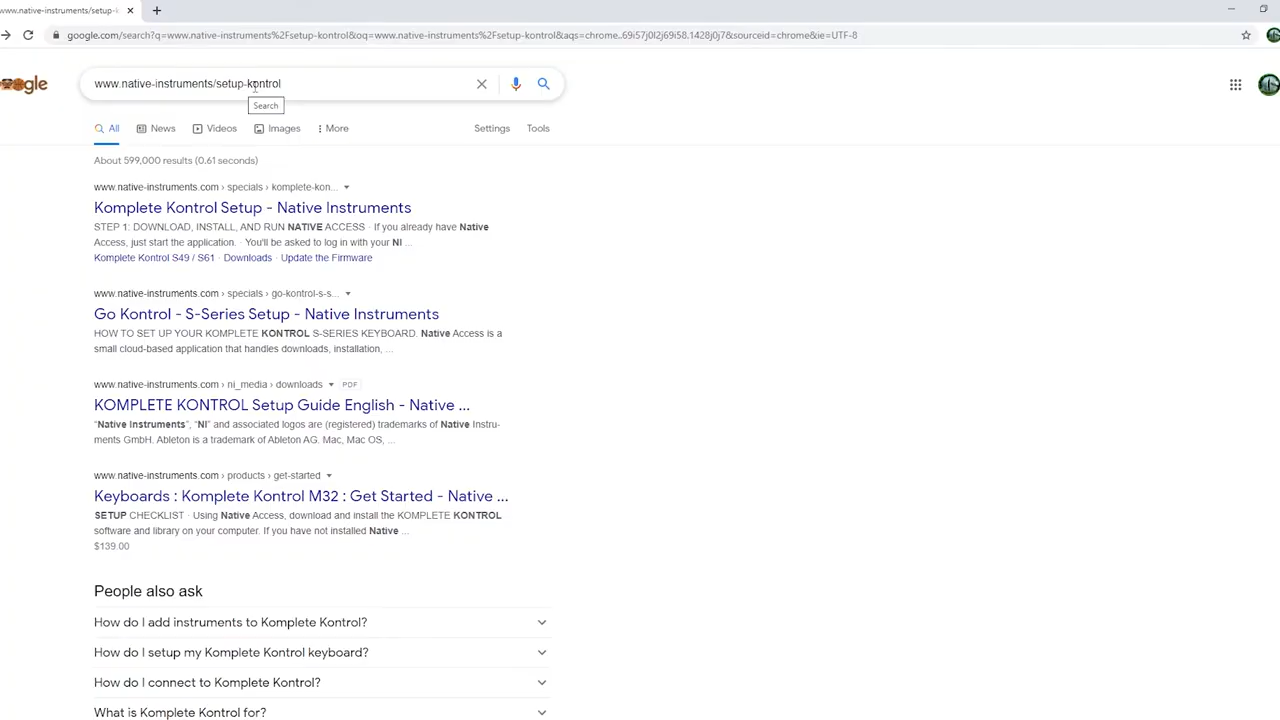 www.native-instruments/setup-k
google.com/search?q=www.native-instruments%2Fsetup-kontrol&oq=www.native-instruments%2Fsetup-kontrol&aqs=chrome..69i57j0l2j69i58.1428j0j7&sourceid=chrome&ie=UTF-8
www.native-instruments/setup-kontrol
Search
All
News
Videos
Images
More
Settings
Tools
About 599,000 results (0.61 seconds)
www.native-instruments.com › specials › komplete-kon...
Komplete Kontrol Setup - Native Instruments
STEP 1: DOWNLOAD, INSTALL, AND RUN NATIVE ACCESS · If you already have Native
Access, just start the application. · You'll be asked to log in with your NI ...
Komplete Kontrol S49 / S61 · Downloads · Update the Firmware
www.native-instruments.com › specials › go-kontrol-s-s...
Go Kontrol - S-Series Setup - Native Instruments
HOW TO SET UP YOUR KOMPLETE KONTROL S-SERIES KEYBOARD. Native Access is a
small cloud-based application that handles downloads, installation, ...
www.native-instruments.com › ni_media › downloads PDF
KOMPLETE KONTROL Setup Guide English - Native ...
“Native Instruments”, “NI” and associated logos are (registered) trademarks of Native Instru-
ments GmbH. Ableton is a trademark of Ableton AG. Mac, Mac OS, ...
www.native-instruments.com › products › get-started
Keyboards : Komplete Kontrol M32 : Get Started - Native ...
SETUP CHECKLIST · Using Native Access, download and install the KOMPLETE KONTROL
software and library on your computer. If you have not installed Native ...
$139.00
People also ask
How do I add instruments to Komplete Kontrol?
How do I setup my Komplete Kontrol keyboard?
How do I connect to Komplete Kontrol?
What is Komplete Kontrol for?